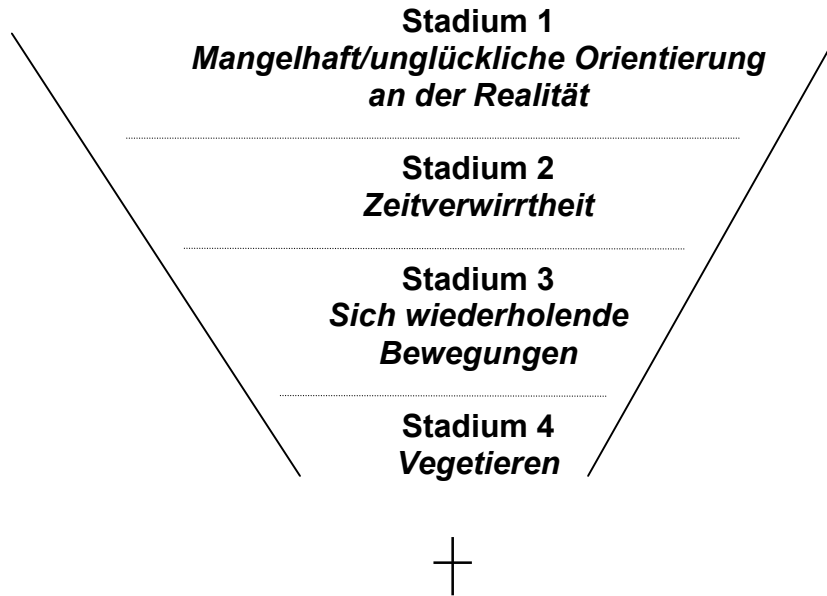 Stadium 1
Mangelhaft/unglückliche Orientierung
an der Realität
Stadium 2
Zeitverwirrtheit
Stadium 3
Sich wiederholende
Bewegungen
Stadium 4
Vegetieren